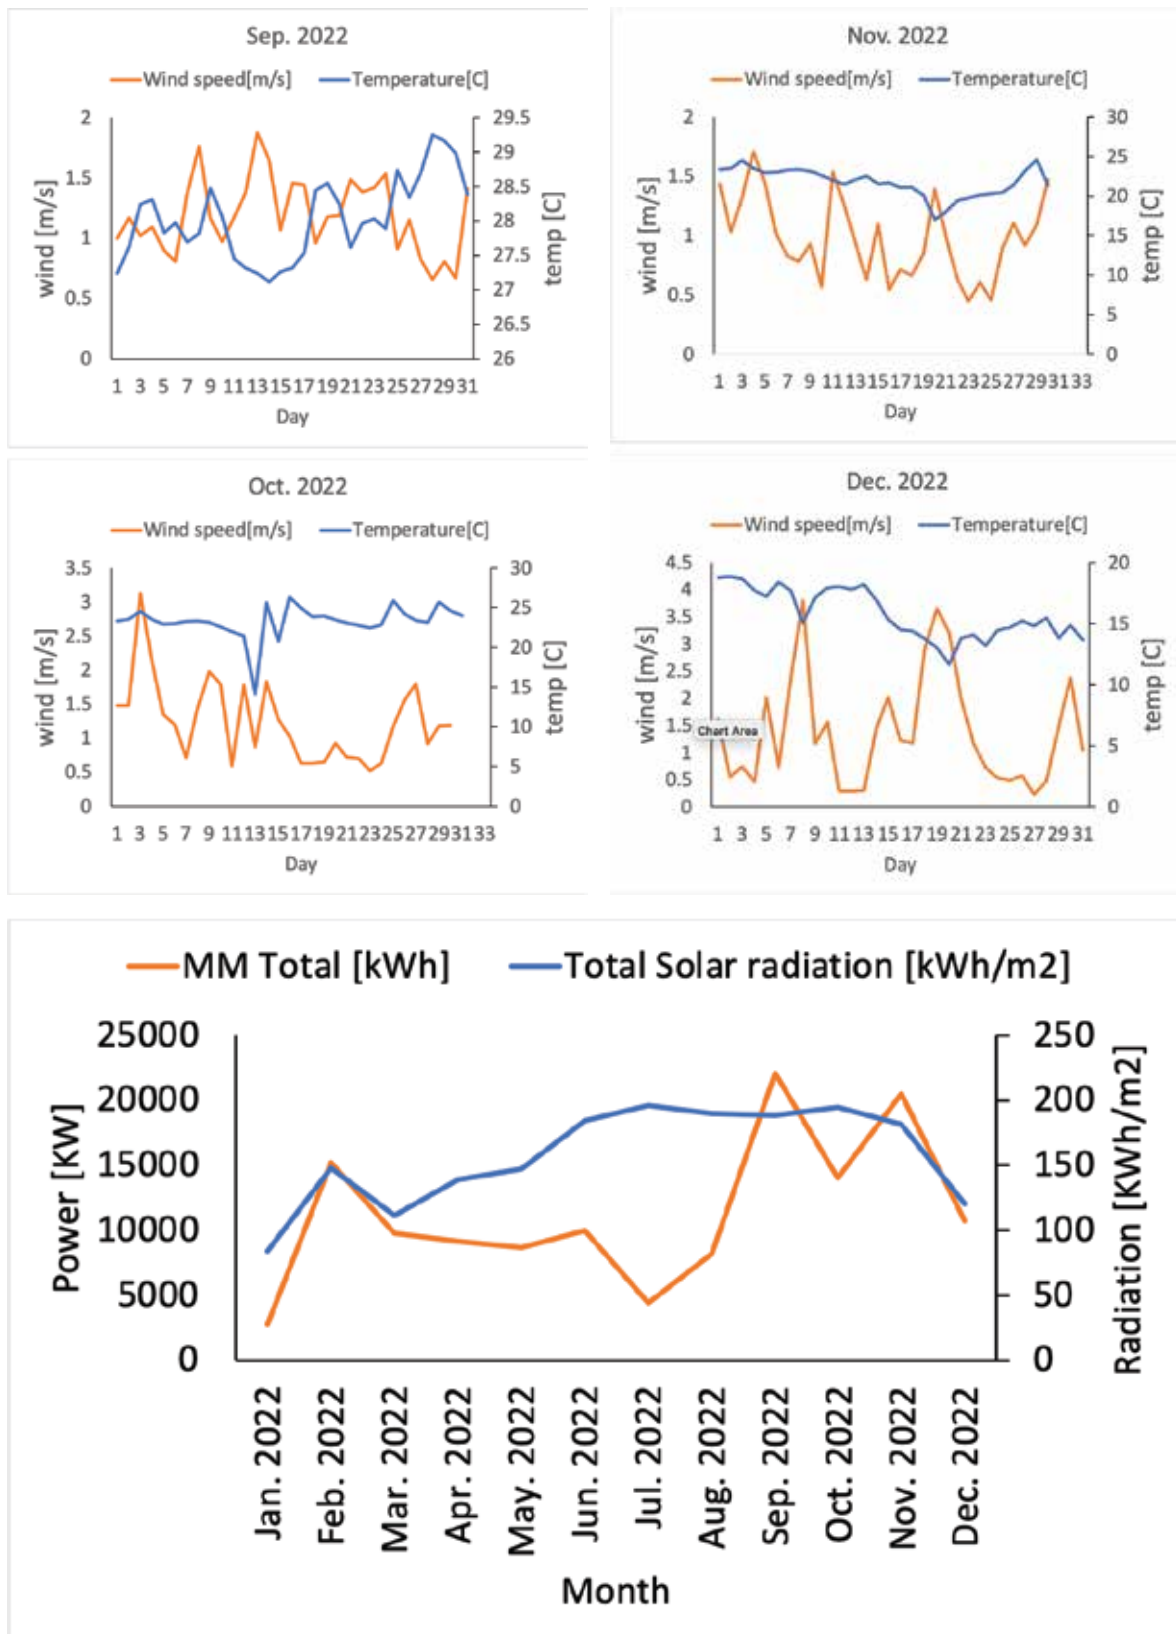 Sep. 2022
Wind speed[m/s] Temperature[C]
2
1.5
1
0.5
0
wind [m/s]
29.5
29
28.5
28
27.5
27
26.5
26
temp [C]
1 3 5 7 9 11 13 15 17 19 21 23 25 27 29 31
Day
Nov. 2022
Wind speed[m/s] Temperature[C]
2
1.5
1
0.5
0
wind [m/s]
30
25
20
15
10
5
0
temp [C]
1 3 5 7 9 11 13 15 17 19 21 23 25 27 29 31 33
Day
Oct. 2022
Wind speed[m/s] Temperature[C]
3.5
3
2.5
2
1.5
1
0.5
0
wind [m/s]
30
25
20
15
10
5
0
temp [C]
1 3 5 7 9 11 13 15 17 19 21 23 25 27 29 31 33
Day
Dec. 2022
Wind speed[m/s] Temperature[C]
4.5
4
3.5
3
2.5
2
1.5
1
0.5
0
wind [m/s]
Chart Area
20
15
10
5
0
temp [C]
1 3 5 7 9 11 13 15 17 19 21 23 25 27 29 31
Day
MM Total [kWh] Total Solar radiation [kWh/m2]
25000
20000
15000
10000
5000
0
Power [KW]
250
200
150
100
50
0
Radiation [KWh/m2]
Jan. 2022
Feb. 2022
Mar. 2022
Apr. 2022
May. 2022
Jun. 2022
Jul. 2022
Aug. 2022
Sep. 2022
Oct. 2022
Nov. 2022
Dec. 2022
Month